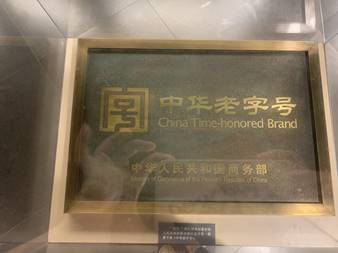 中华老字号
China Time-honored Brand
中华人民共和国商务部
Ministry of Commerce of the People's Republic of China